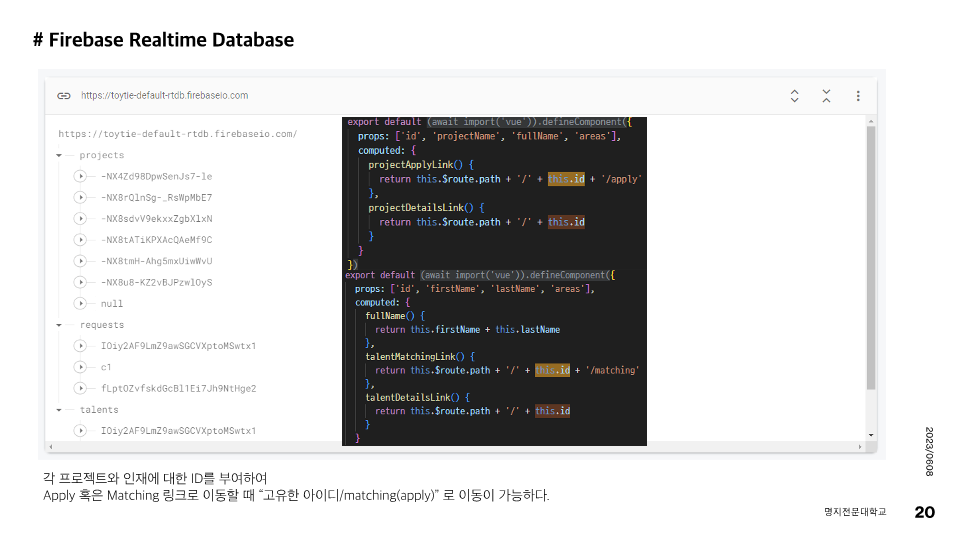 # Firebase Realtime Database
https://toytie-default-rtdb.firebaseio.com
https://toytie-default-rtdb.firebaseio.com/
projects
-NX4Zd9BDpwSenJs7-le
-NX8rQlnSg-_RsWpMbE7
-NX8sdvV9ekxxZgbXlxN
-NX8tATiKPXAcQAeMf9C
-NX8tmH-Ahg5mxUiwWvU
-NX8u8-KZ2vBJPzwlOyS
null
requests
IOiy2AF9LmZ9awSGCVXptoMSwtx1
c1
fLptOZvfskdGcBl1Ei7Jh9NtHge2
talents
IOiy2AF9LmZ9awSGCVXptoMSwtx1
export default (await import('vue')).defineComponent({
props: ['id', 'projectName', 'fullName', 'areas'],
computed: {
projectApplyLink() {
return this.$route.path + '/' + this.id + '/apply'
},
projectDetailsLink() {
return this.$route.path + '/' + this.id
}
}
})
export default (await import('vue')).defineComponent({
props: ['id', 'firstName', 'lastName', 'areas'],
computed: {
fullName() {
return this.firstName + this.lastName
},
talentMatchingLink() {
return this.$route.path + '/' + this.id + '/matching'
},
talentDetailsLink() {
return this.$route.path + '/' + this.id
}
}
각 프로젝트와 인재에 대한 ID를 부여하여
Apply 혹은 Matching 링크로 이동할 때 “고유한 아이디/matching(apply)” 로 이동이 가능하다.
2023/0608
명지전문대학교
20